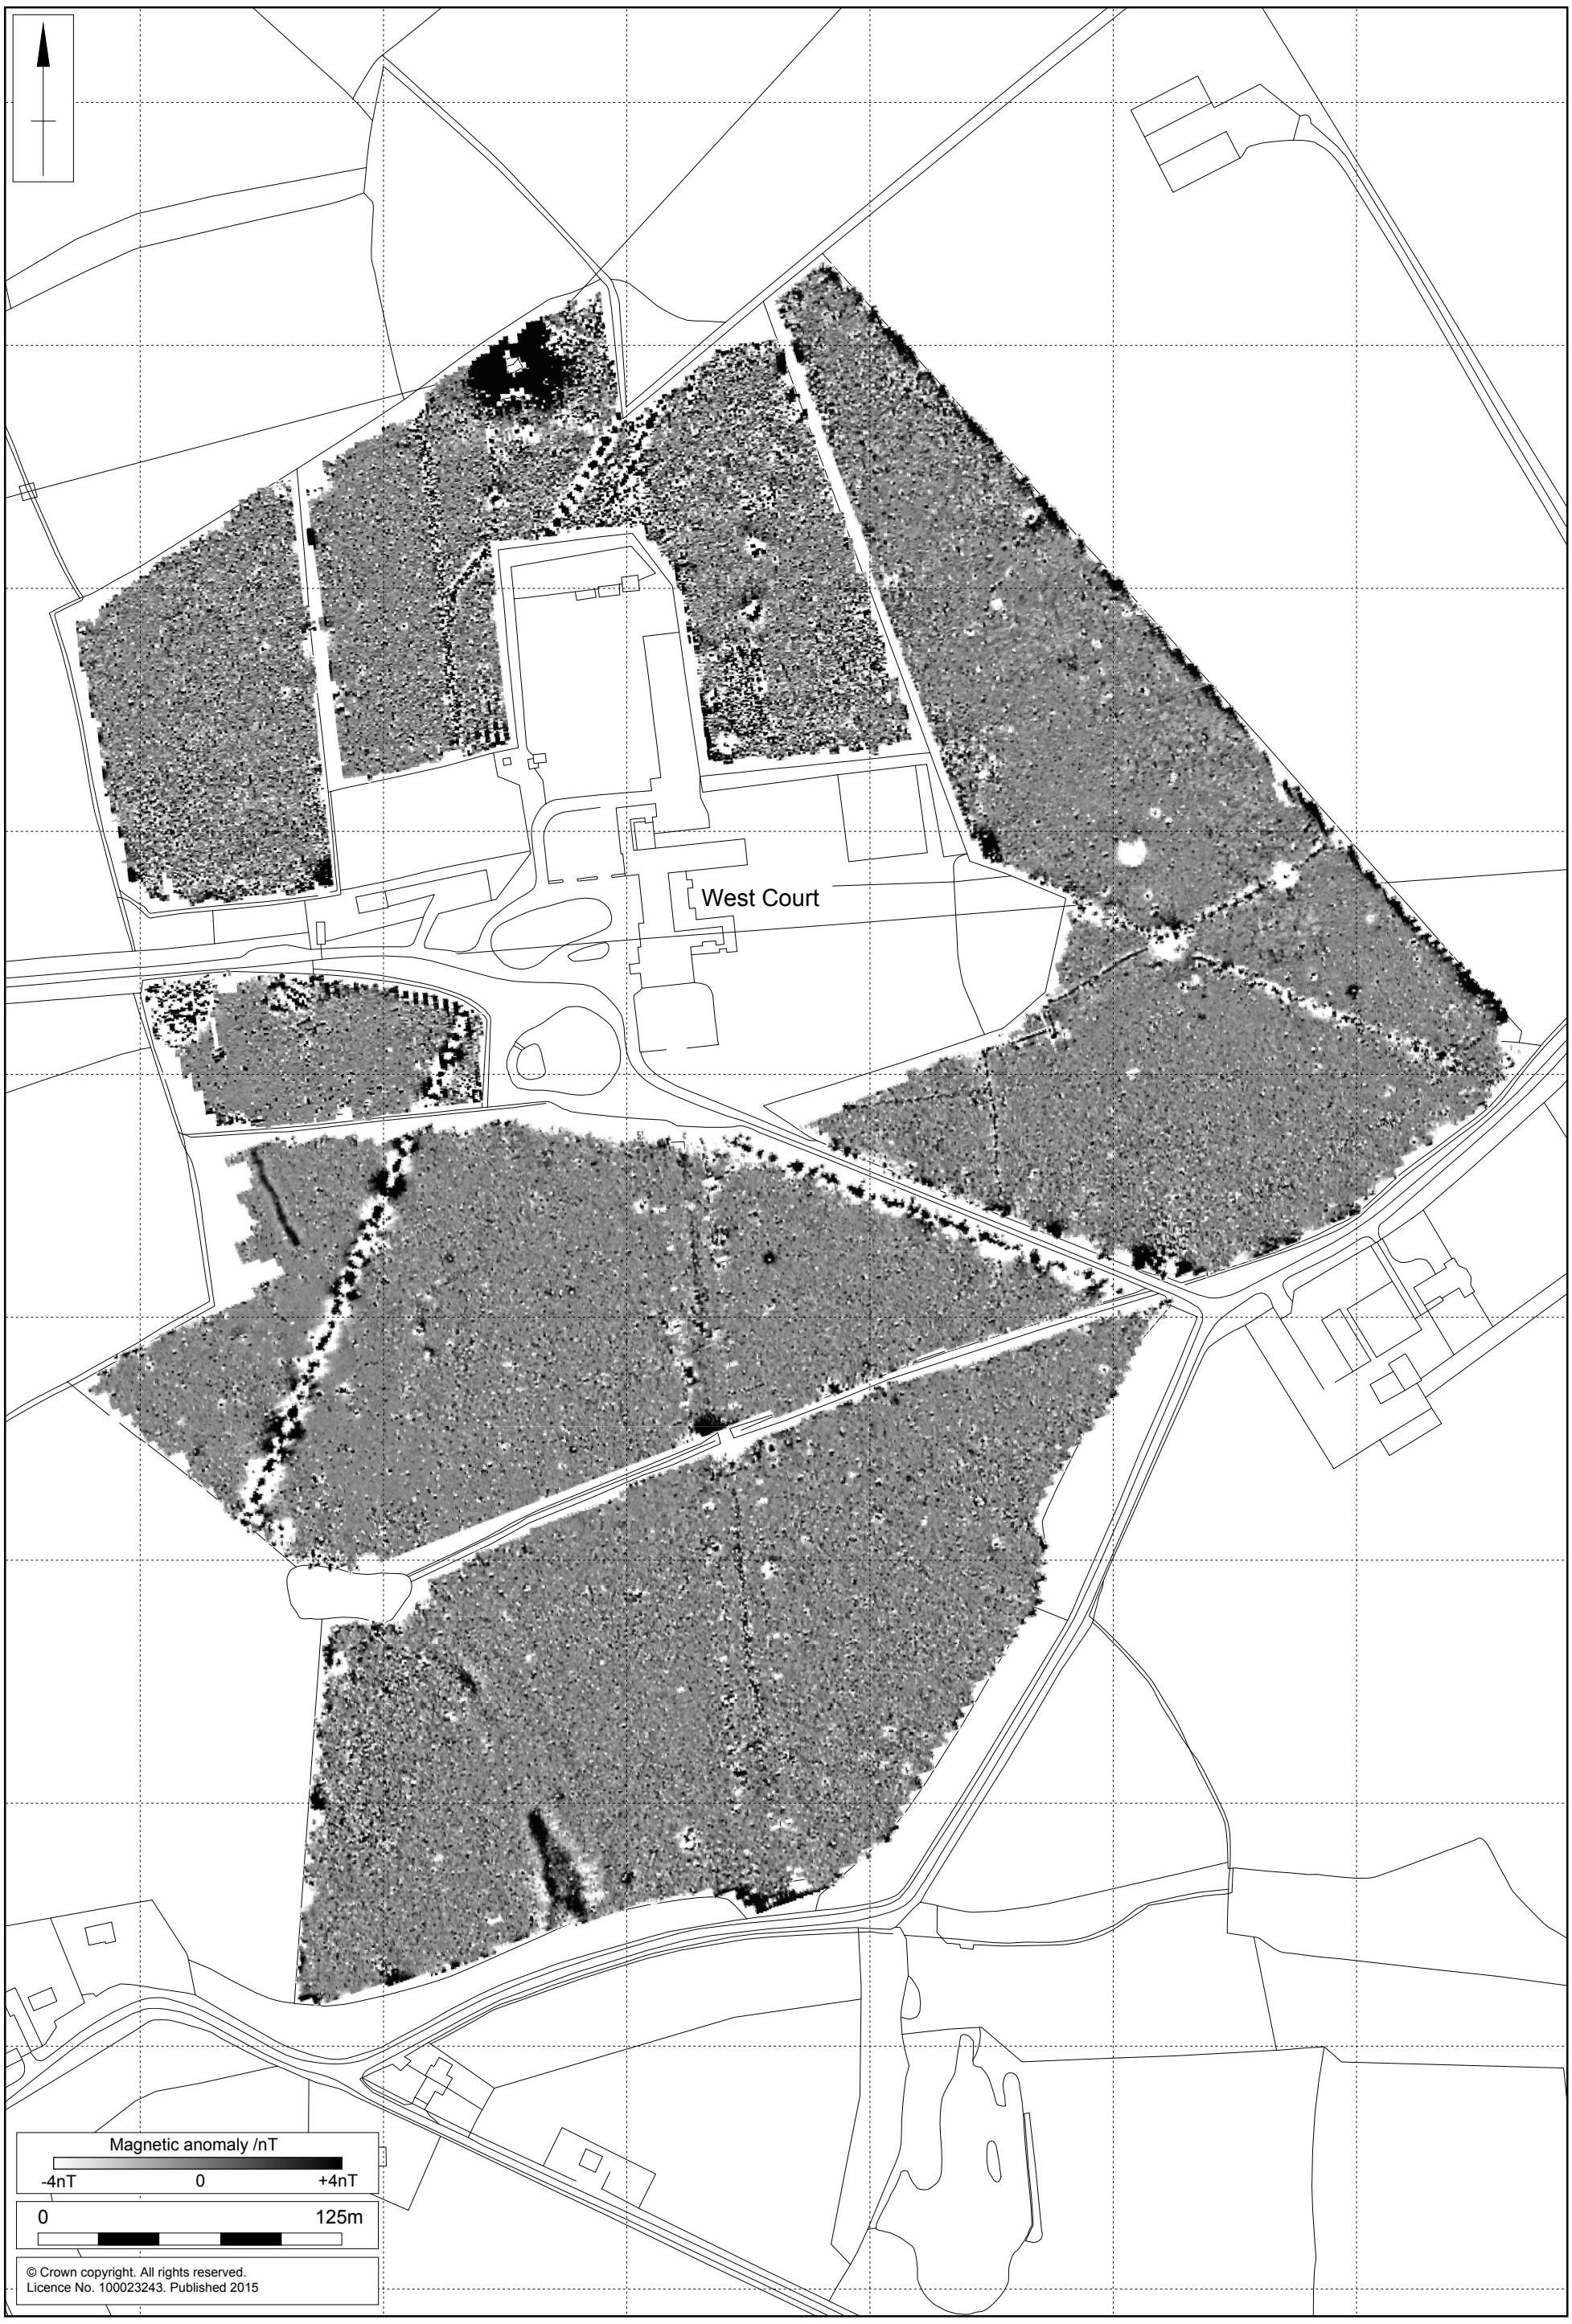 West Court
Magnetic anomaly /nT
-4nT 0 +4nT
0 125m
© Crown copyright. All rights reserved.
Licence No. 100023243. Published 2015